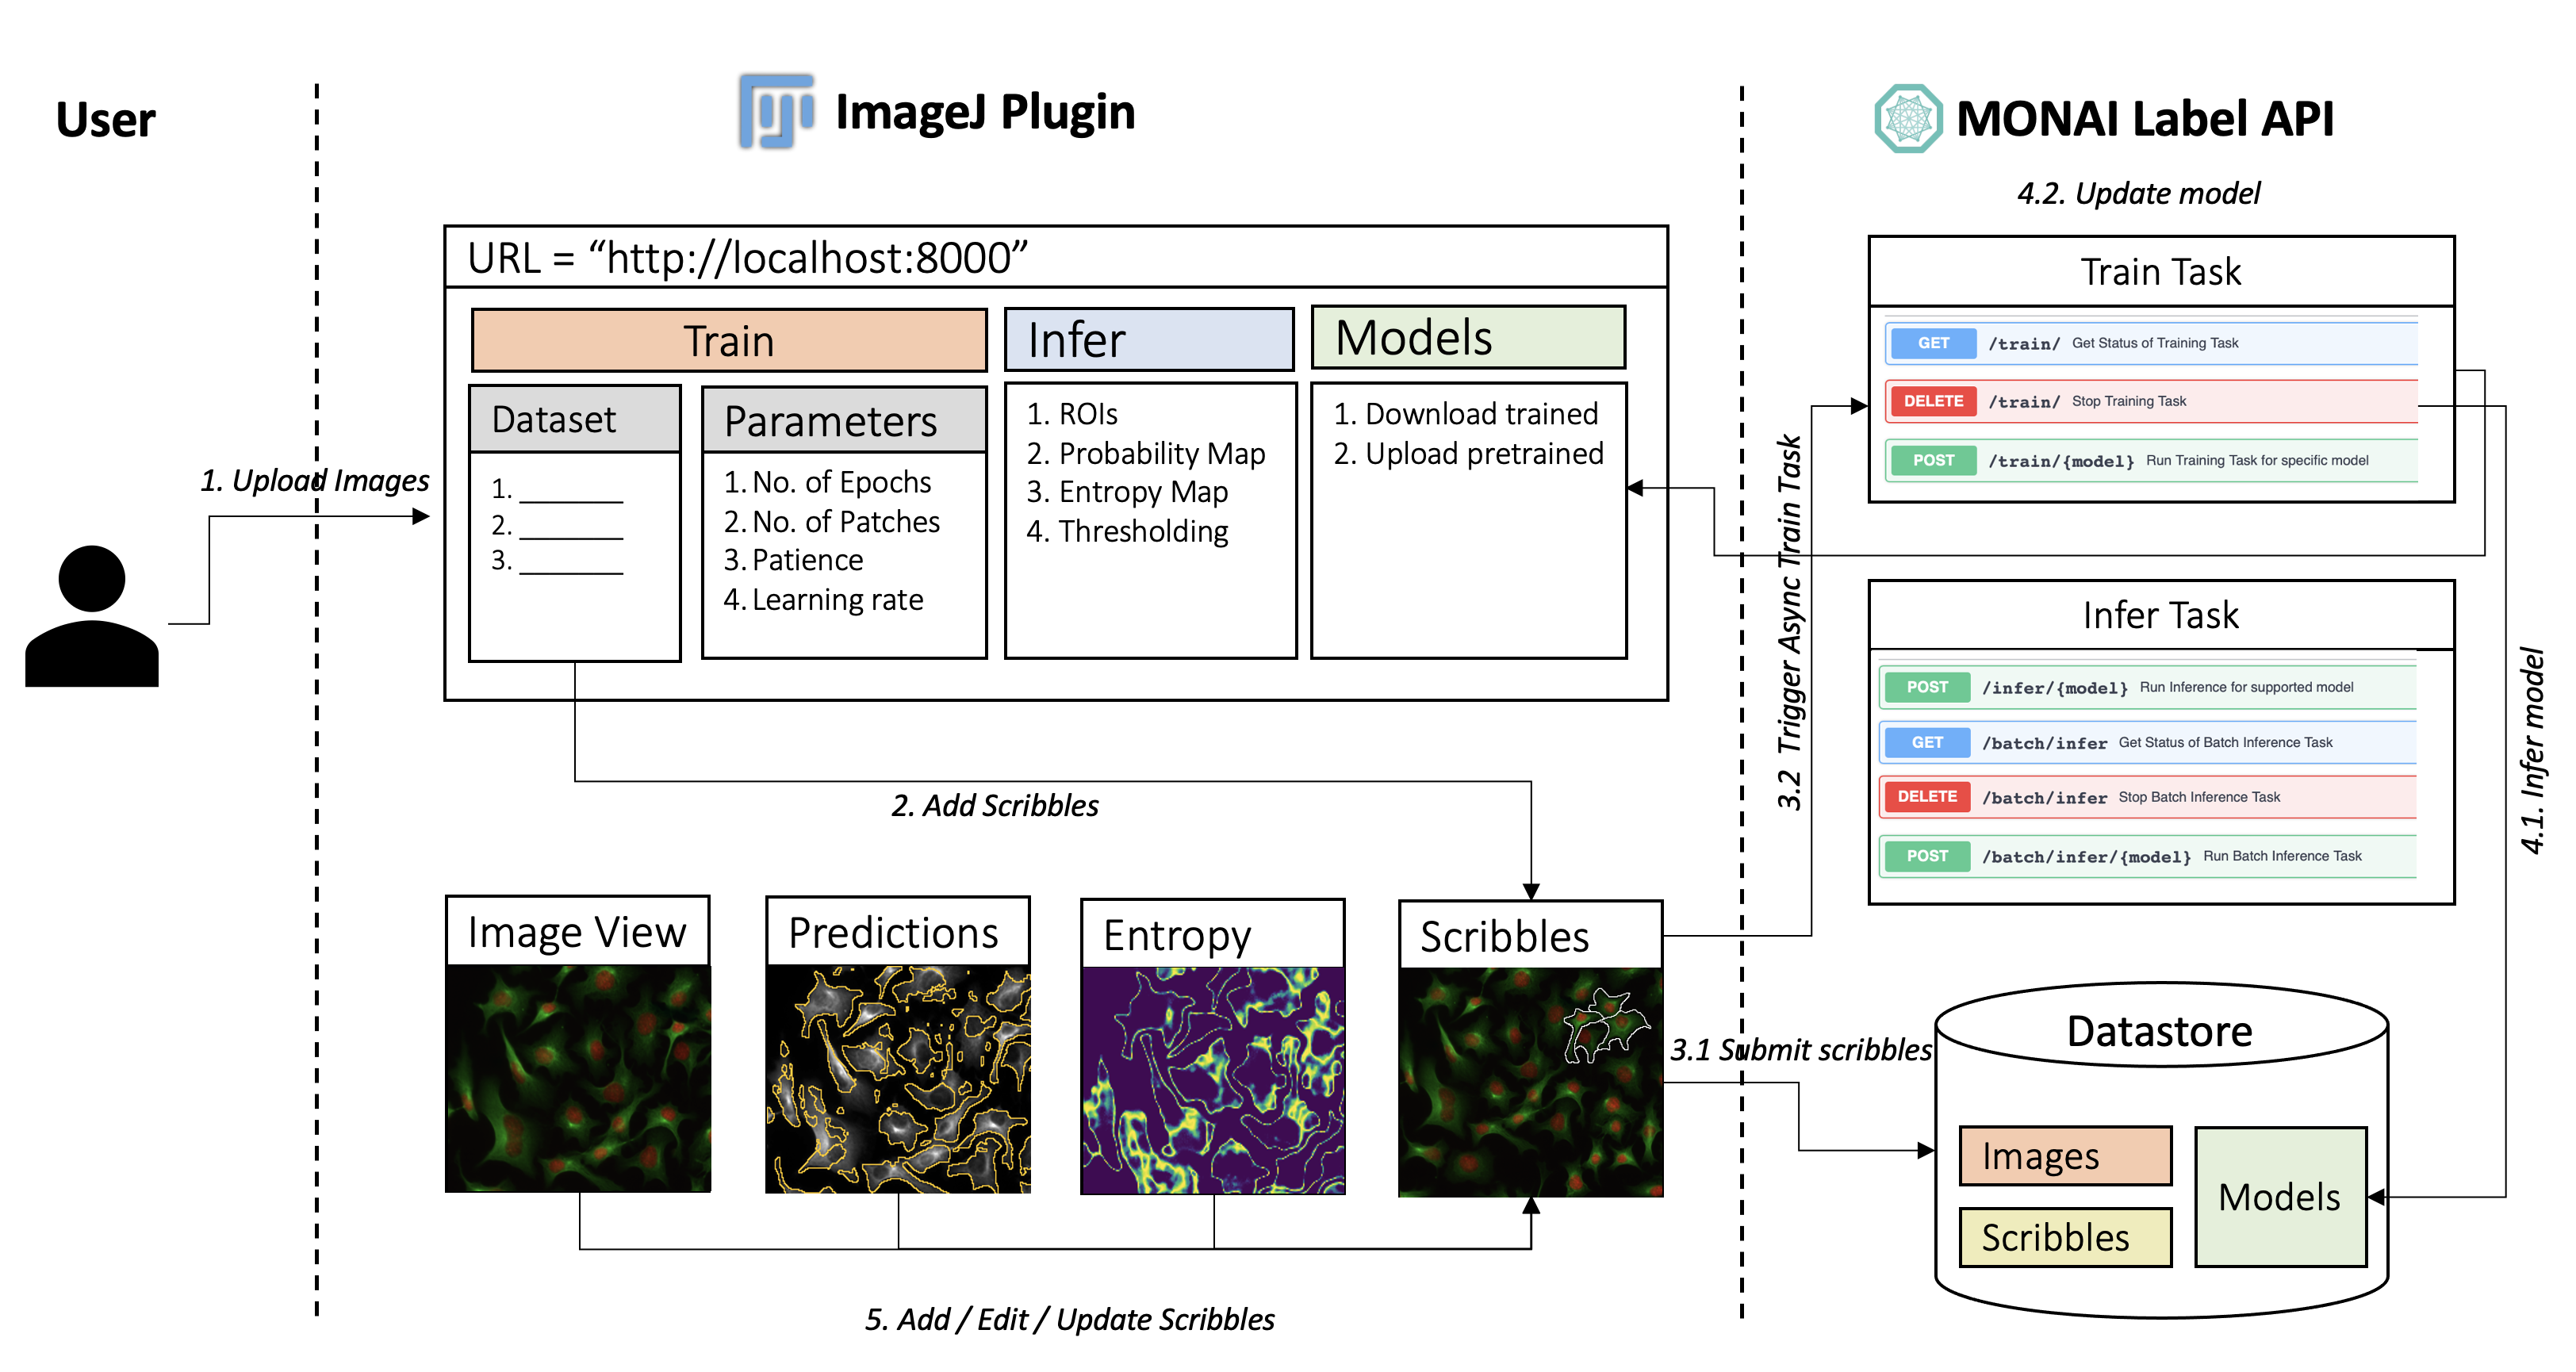 User
ImageJ Plugin
MONAI Label API
4.2. Update model
URL = “http://localhost:8000”
Train
Infer
Models
Dataset
1. ______
2. ______
3. ______
Parameters
1. No. of Epochs
2. No. of Patches
3. Patience
4. Learning rate
1. ROIs
2. Probability Map
3. Entropy Map
4. Thresholding
1. Download trained
2. Upload pretrained
1. Upload Images
Train Task
GET /train/ Get Status of Training Task
DELETE /train/ Stop Training Task
POST /train/{model} Run Training Task for specific model
3.2 Trigger Async Train Task
Infer Task
POST /infer/{model} Run Inference for supported model
GET /batch/infer Get Status of Batch Inference Task
DELETE /batch/infer Stop Batch Inference Task
POST /batch/infer/{model} Run Batch Inference Task
4.1. Infer model
2. Add Scribbles
Image View
Predictions
Entropy
Scribbles
3.1 Submit scribbles
Datastore
Images
Scribbles
Models
5. Add / Edit / Update Scribbles